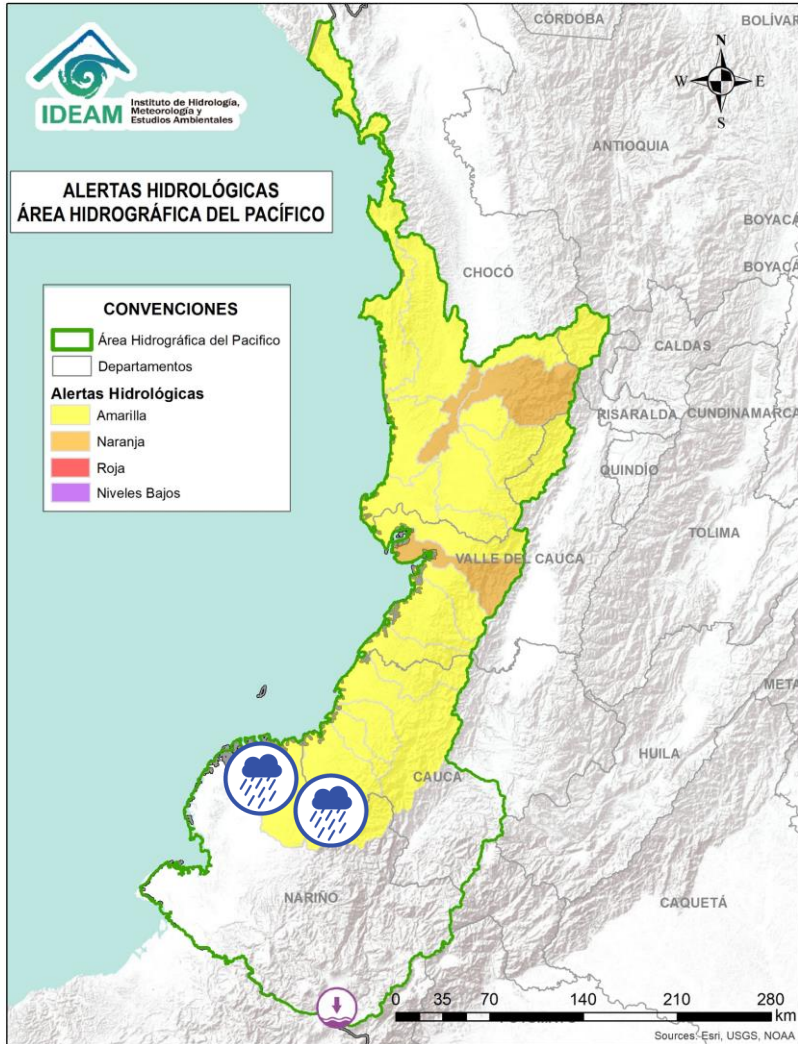 IDEAM
Instituto de Hidrología,
Meteorología y
Estudios Ambientales
ALERTAS HIDROLÓGICAS
ÁREA HIDROGRÁFICA DEL PACÍFICO
CONVENCIONES
Área Hidrográfica del Pacífico
Departamentos
Alertas Hidrológicas
Amarilla
Naranja
Roja
Niveles Bajos
CÓRDOBA
BOLÍVAR
N
W E
S
ANTIOQUIA
BOYACÁ
CHOCÓ
BOYACÁ
CALDAS
RISARALDA
CUNDINAMARCA
QUINDÍO
TOLIMA
VALLE DEL CAUCA
META
HUILA
CAUCA
NARIÑO
CAQUETÁ
0 35 70 140 210 280
km
Sources: Esri, USGS, NOAA